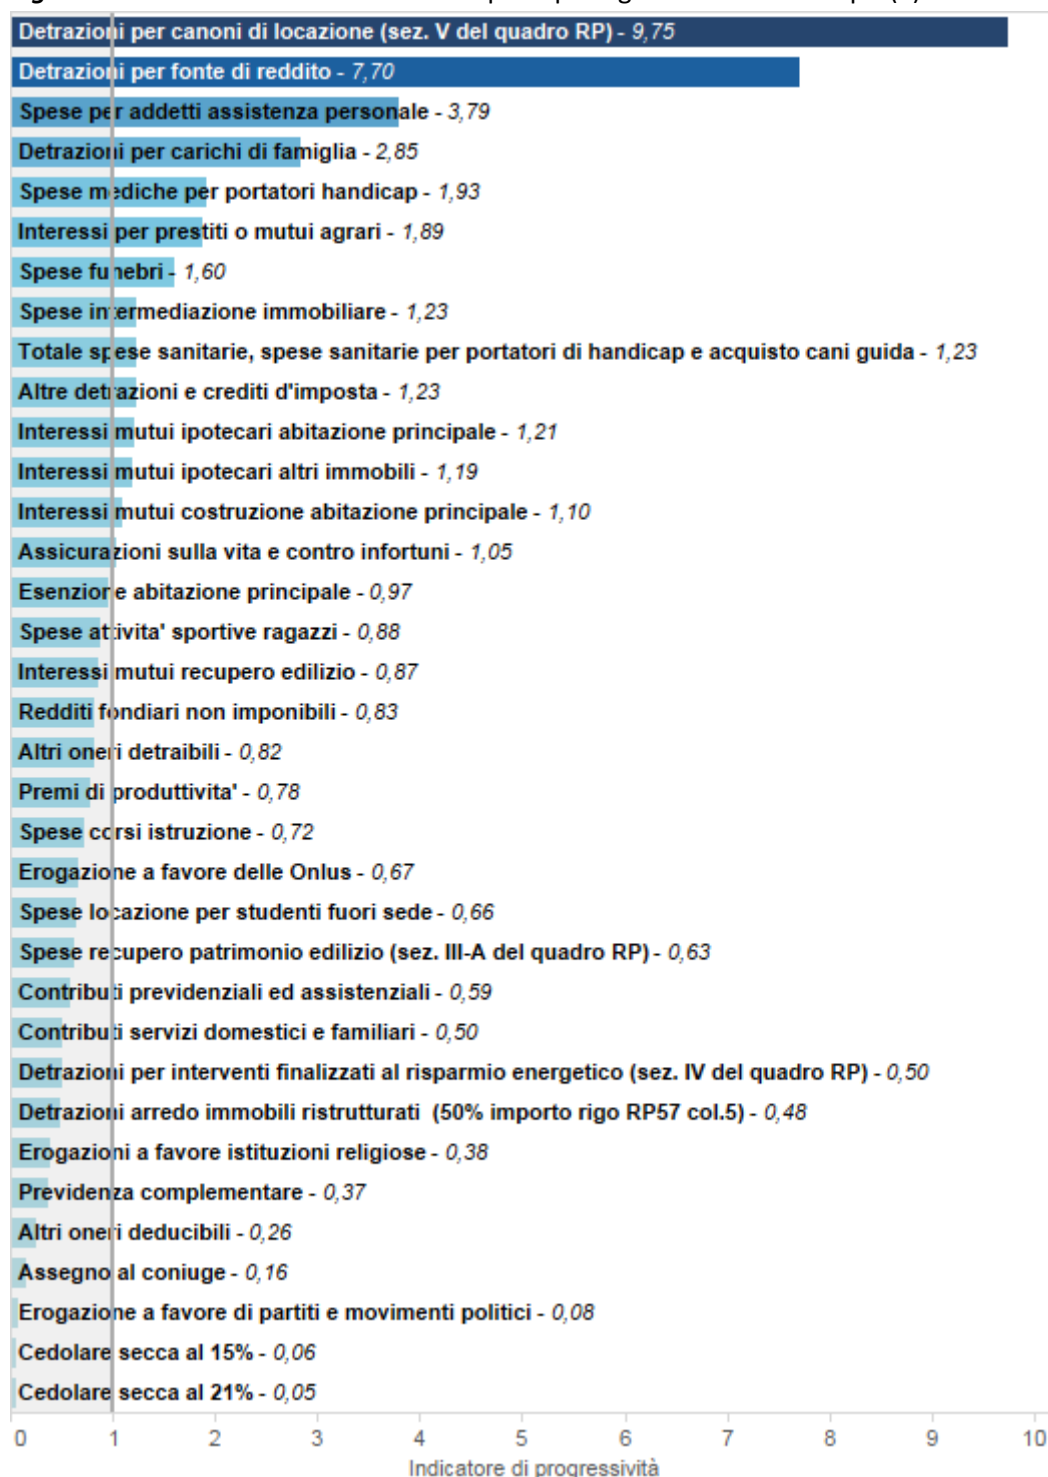 Detrazioni per canoni di locazione (sez. V del quadro RP) - 9,75
Detrazioni per fonte di reddito - 7,70
Spese per addetti assistenza personale - 3,79
Detrazioni per carichi di famiglia - 2,85
Spese mediche per portatori handicap - 1,93
Interessi per prestiti o mutui agrari - 1,89
Spese funebri - 1,60
Spese intermediazione immobiliare - 1,23
Totale spese sanitarie, spese sanitarie per portatori di handicap e acquisto cani guida - 1,23
Altre detrazioni e crediti d'imposta - 1,23
Interessi mutui ipotecari abitazione principale - 1,21
Interessi mutui ipotecari altri immobili - 1,19
Interessi mutui costruzione abitazione principale - 1,10
Assicurazioni sulla vita e contro infortuni - 1,05
Esenzione abitazione principale - 0,97
Spese attivita' sportive ragazzi - 0,88
Interessi mutui recupero edilizio - 0,87
Redditi fondiari non imponibili - 0,83
Altri oneri detraibili - 0,82
Premi di produttivita' - 0,78
Spese corsi istruzione - 0,72
Erogazione a favore delle Onlus - 0,67
Spese locazione per studenti fuori sede - 0,66
Spese recupero patrimonio edilizio (sez. III-A del quadro RP) - 0,63
Contributi previdenziali ed assistenziali - 0,59
Contributi servizi domestici e familiari - 0,50
Detrazioni per interventi finalizzati al risparmio energetico (sez. IV del quadro RP) - 0,50
Detrazioni arredo immobili ristrutturati (50% importo rigo RP57 col.5) - 0,48
Erogazioni a favore istituzioni religiose - 0,38
Previdenza complementare - 0,37
Altri oneri deducibili - 0,26
Assegno al coniuge - 0,16
Erogazione a favore di partiti e movimenti politici - 0,08
Cedolare secca al 15% - 0,06
Cedolare secca al 21% - 0,05
0 1 2 3 4 5 6 7 8 9 10
Indicatore di progressività